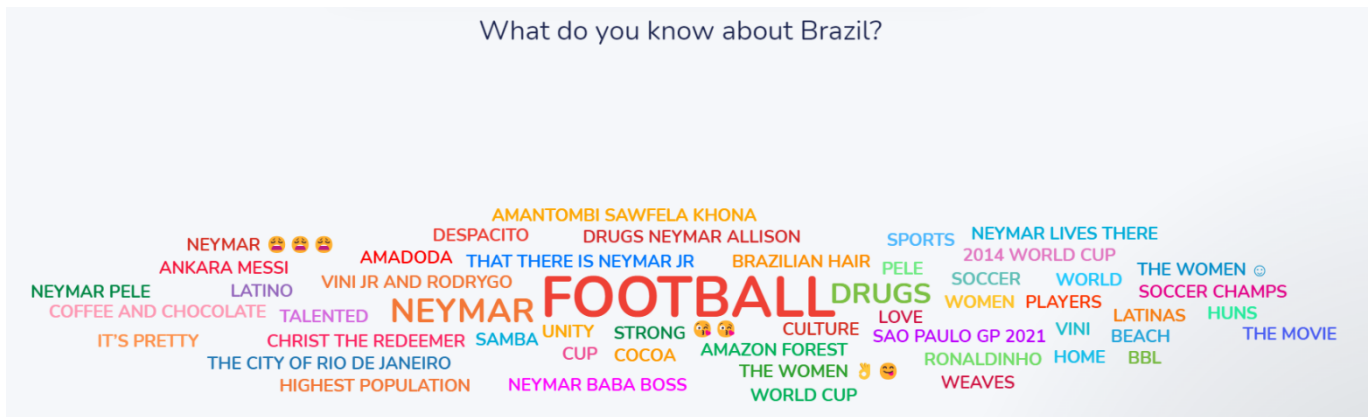 What do you know about Brazil?
AMANTOMBI SAWFELA KHONA
DESPACITO DRUGS NEYMAR ALLISON SPORTS NEYMAR LIVES THERE
NEYMAR 😩 😩 😩 AMADODA THAT THERE IS NEYMAR JR BRAZILIAN HAIR 2014 WORLD CUP
ANKARA MESSI PELE THE WOMEN ☺
VINI JR AND RODRYGO SOCCER WORLD
NEYMAR PELE LATINO FOOTBALL DRUGS SOCCER CHAMPS
COFFEE AND CHOCOLATE TALENTED NEYMAR WOMEN PLAYERS LATINAS HUNS
LOVE
IT'S PRETTY CHRIST THE REDEEMER SAMBA UNITY STRONG 😘 😘 CULTURE SAO PAULO GP 2021 VINI BEACH THE MOVIE
THE CITY OF RIO DE JANEIRO CUP COCOA AMAZON FOREST RONALDINHO HOME BBL
THE WOMEN 👌 😋
HIGHEST POPULATION NEYMAR BABA BOSS WEAVES
WORLD CUP